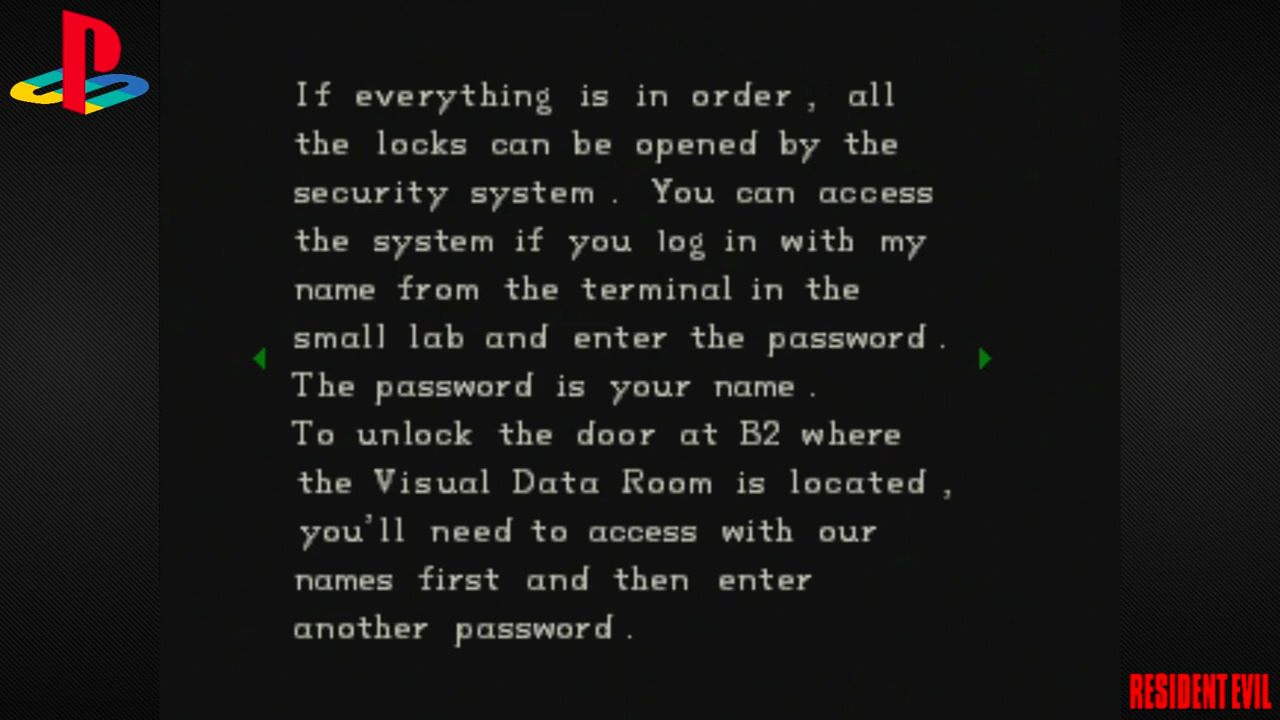 If everything is in order, all
the locks can be opened by the
security system. You can access
the system if you log in with my
name from the terminal in the
small lab and enter the password.
The password is your name.
To unlock the door at B2 where
the Visual Data Room is located,
you'll need to access with our
names first and then enter
another password.
RESIDENT EVIL